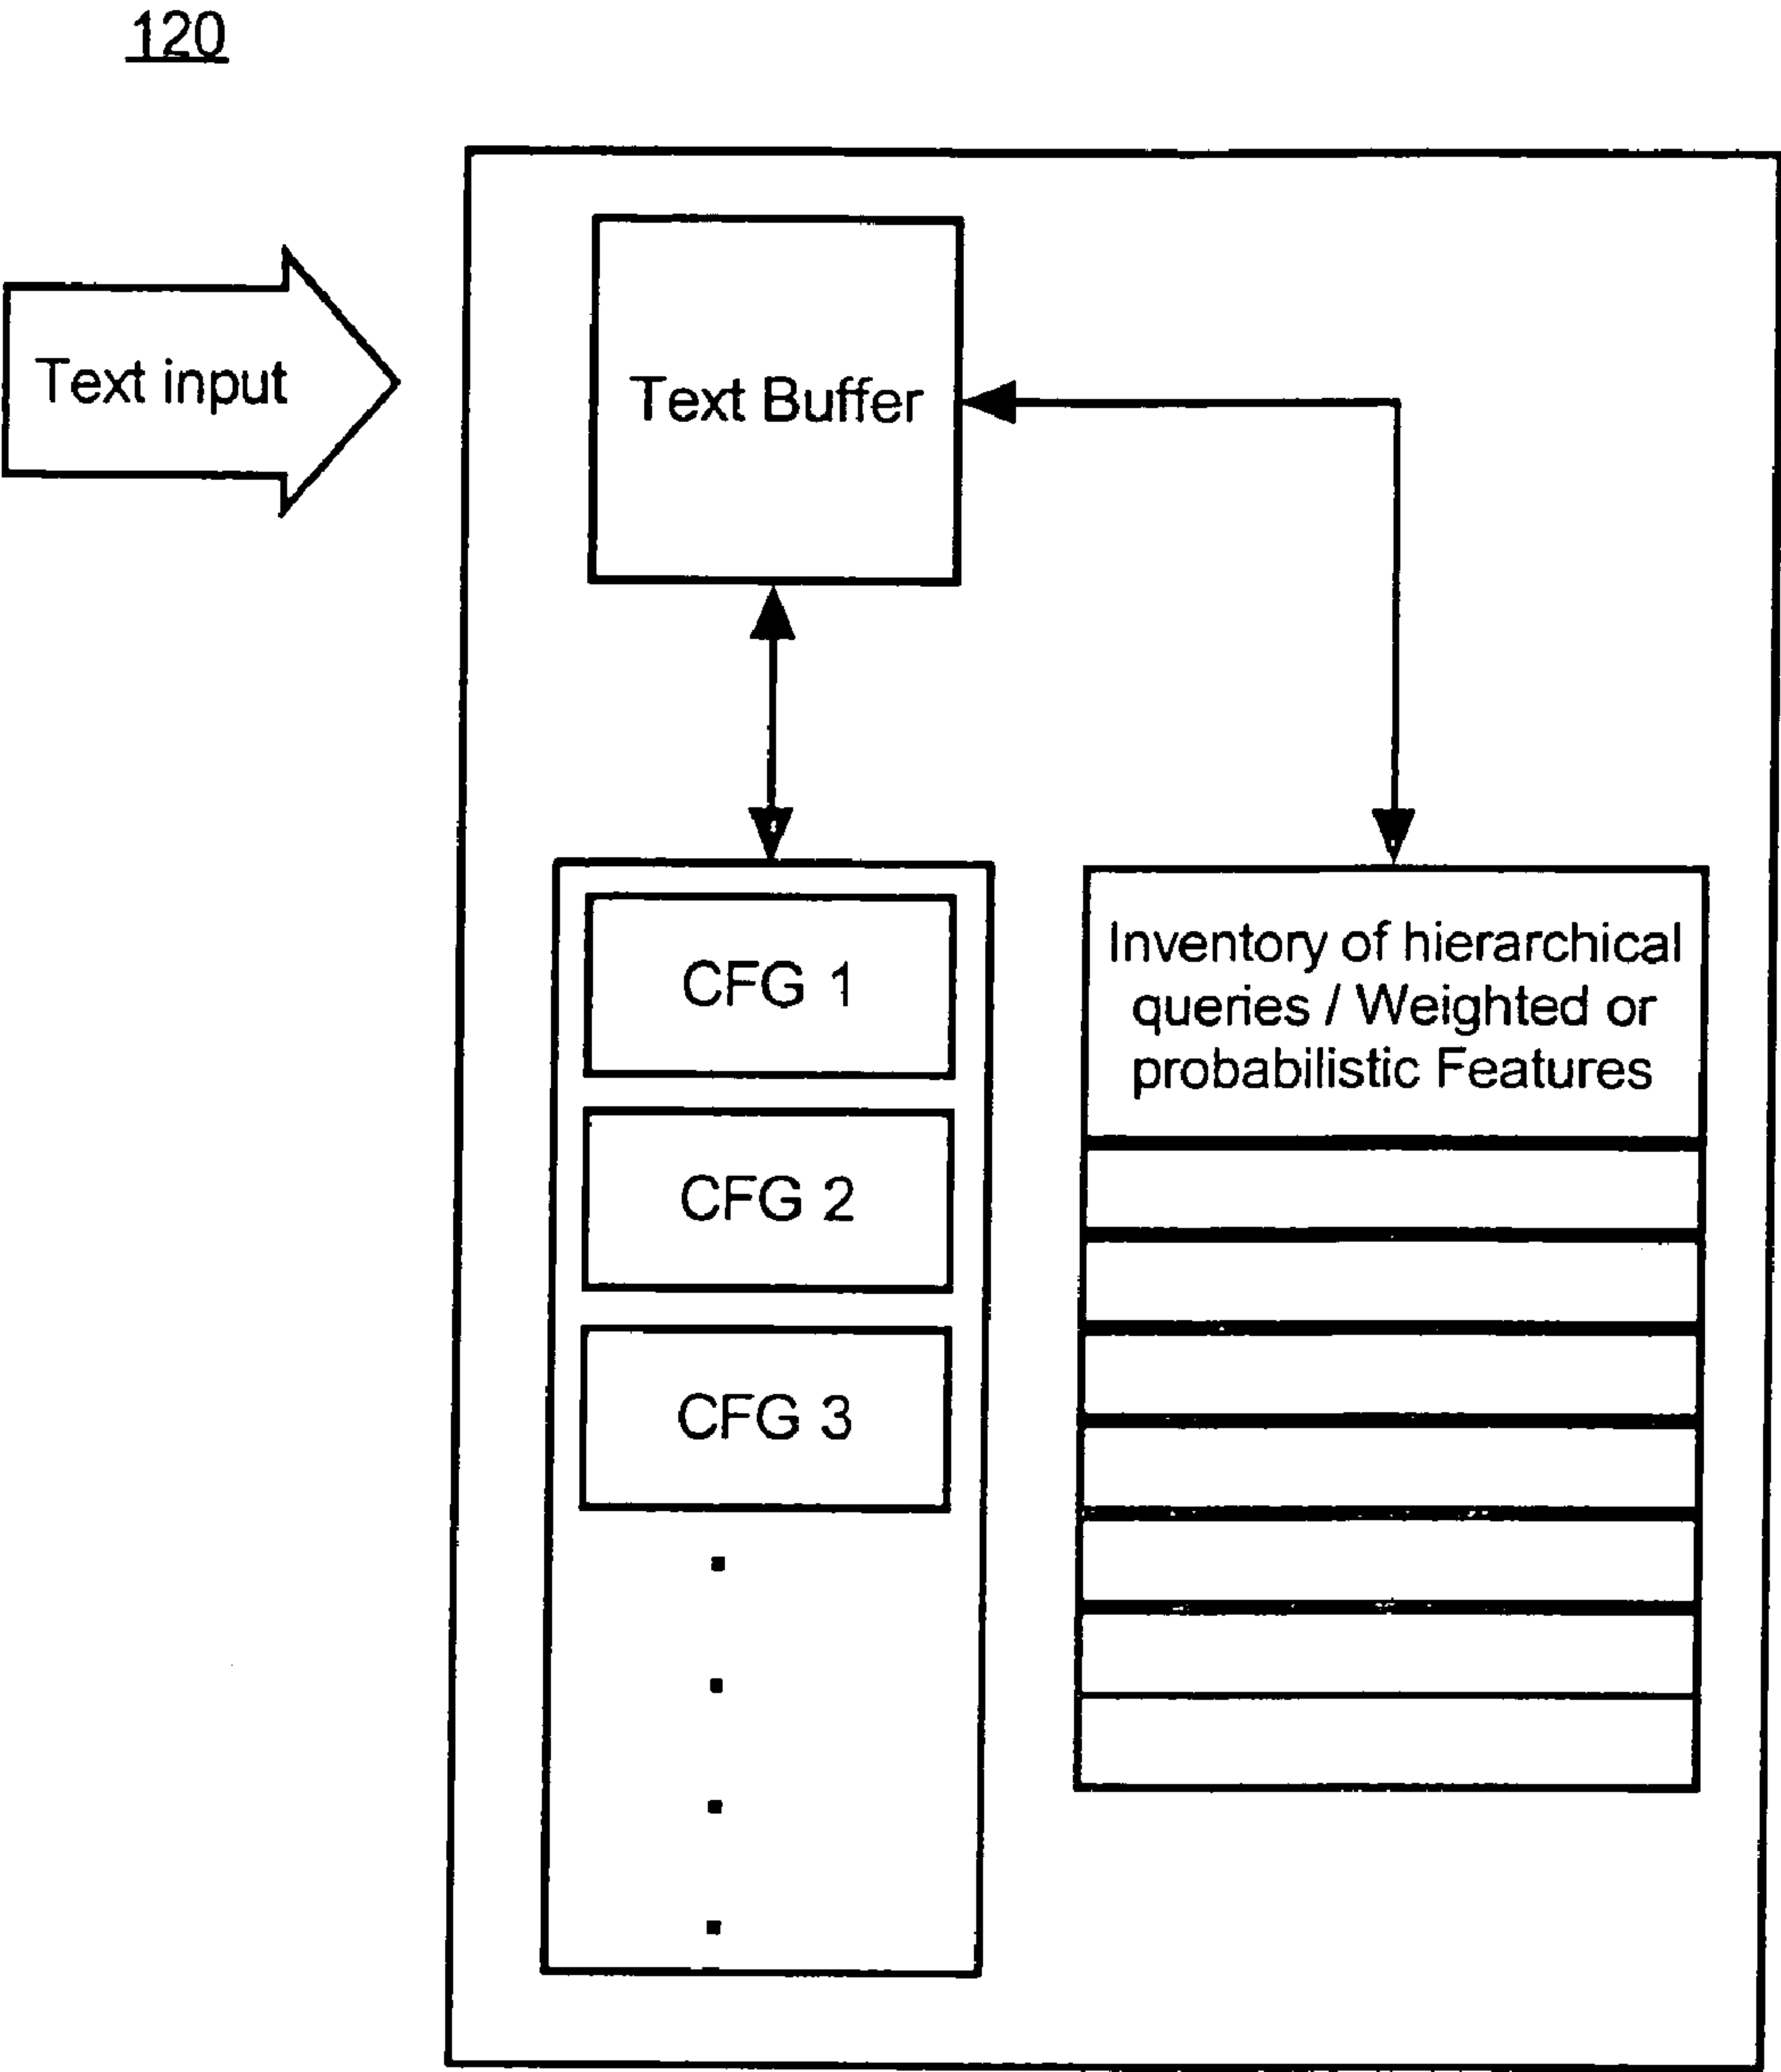 120
Text input
Text Buffer
CFG 1
CFG 2
CFG 3
Inventory of hierarchical
queries / Weighted or
probabilistic Features